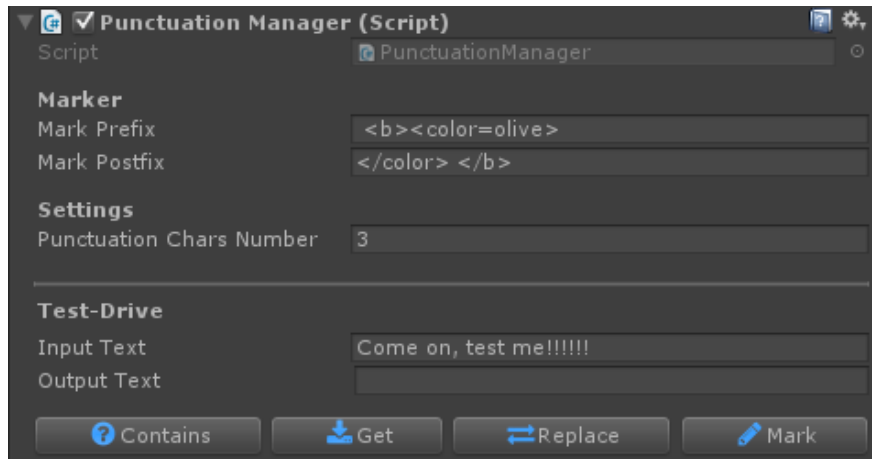 Punctuation Manager (Script)
Script PunctuationManager
Marker
Mark Prefix <b><color=olive>
Mark Postfix </color> </b>
Settings
Punctuation Chars Number 3
Test-Drive
Input Text Come on, test me!!!!!!
Output Text
Contains Get Replace Mark